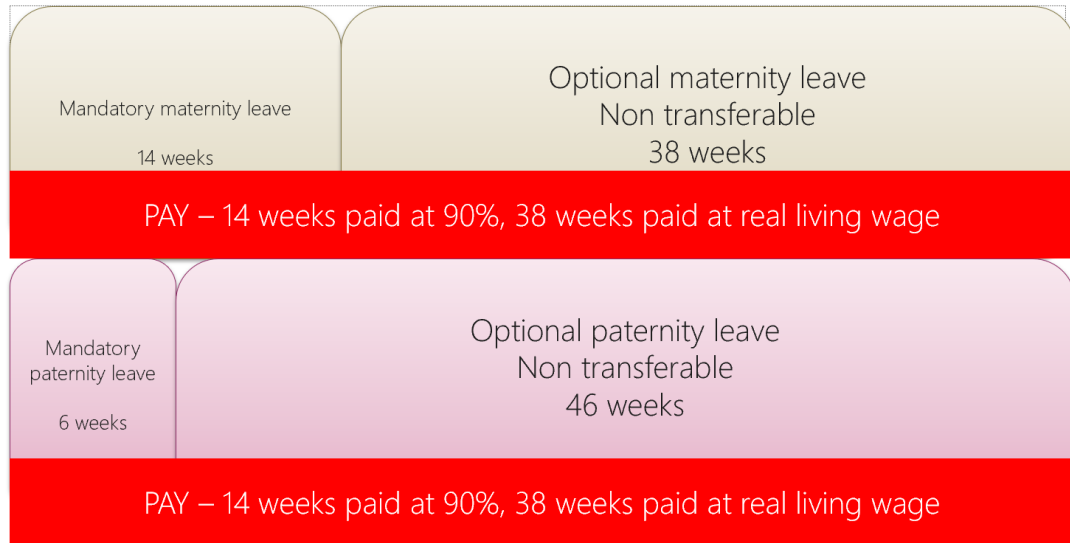 Mandatory maternity leave
14 weeks
Optional maternity leave
Non transferable
38 weeks
PAY – 14 weeks paid at 90%, 38 weeks paid at real living wage
Mandatory
paternity leave
6 weeks
Optional paternity leave
Non transferable
46 weeks
PAY – 14 weeks paid at 90%, 38 weeks paid at real living wage